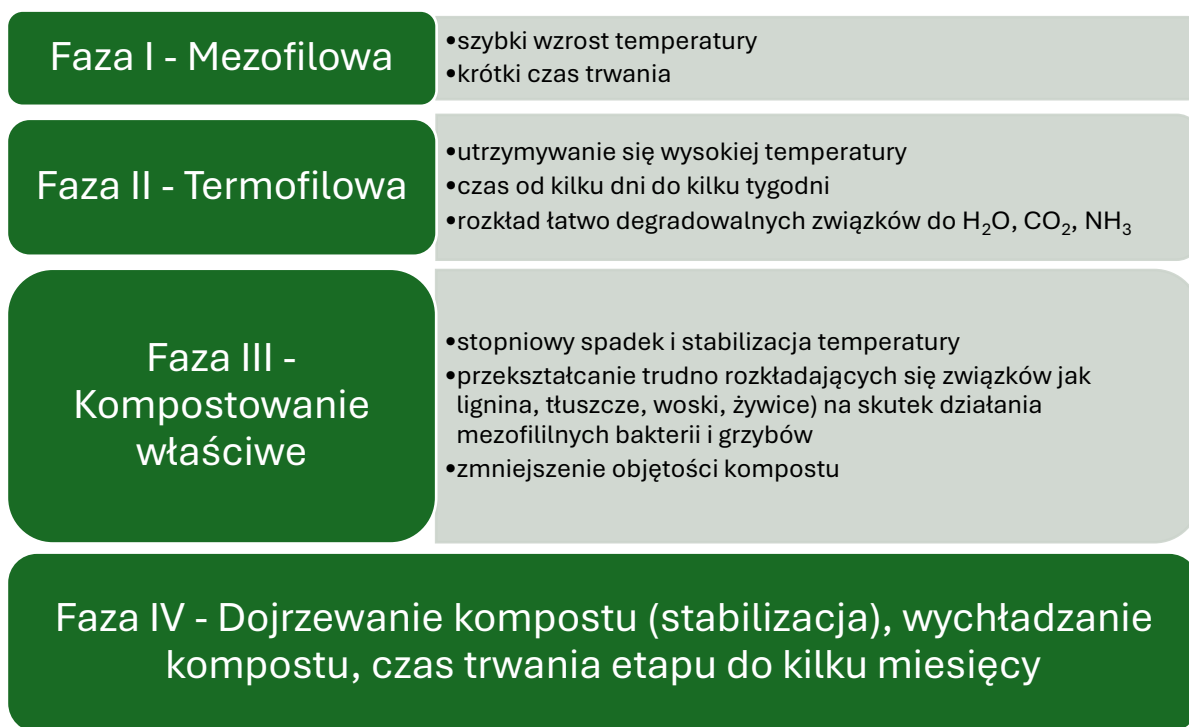 Faza I - Mezofilowa
•szybki wzrost temperatury
•krótki czas trwania
Faza II - Termofilowa
•utrzymywanie się wysokiej temperatury
•czas od kilku dni do kilku tygodni
•rozkład łatwo degradowalnych związków do H₂O, CO₂, NH₃
Faza III -
Kompostowanie
właściwe
•stopniowy spadek i stabilizacja temperatury
•przekształcanie trudno rozkładających się związków jak
lignina, tłuszcze, woski, żywice) na skutek działania
mezofililnych bakterii i grzybów
•zmniejszenie objętości kompostu
Faza IV - Dojrzewanie kompostu (stabilizacja), wychładzanie
kompostu, czas trwania etapu do kilku miesięcy